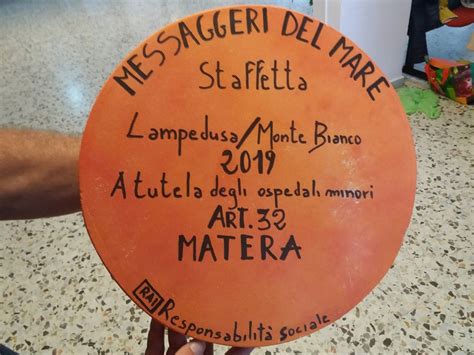 MESSAGGERI DEL MARE
Staffetta
Lampedusa/Monte Bianco
2019
A tutela degli ospedali minori
ART. 32
MATERA
RAI Responsabilità sociale